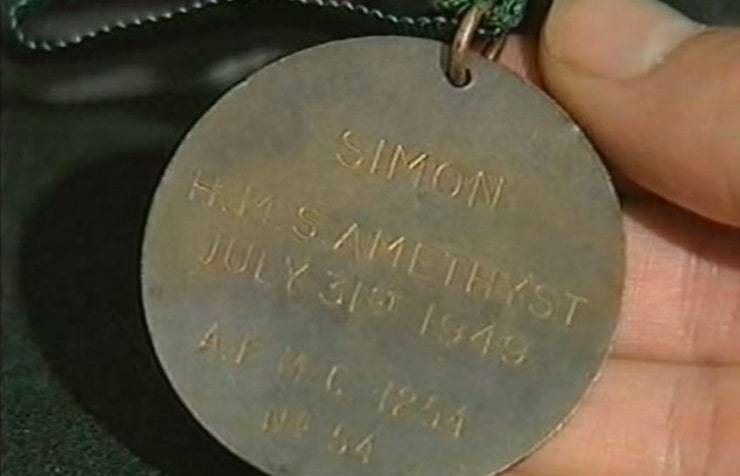 SIMON
H.M.S. AMETHYST
JULY 31ST 1949.
1254
No 54